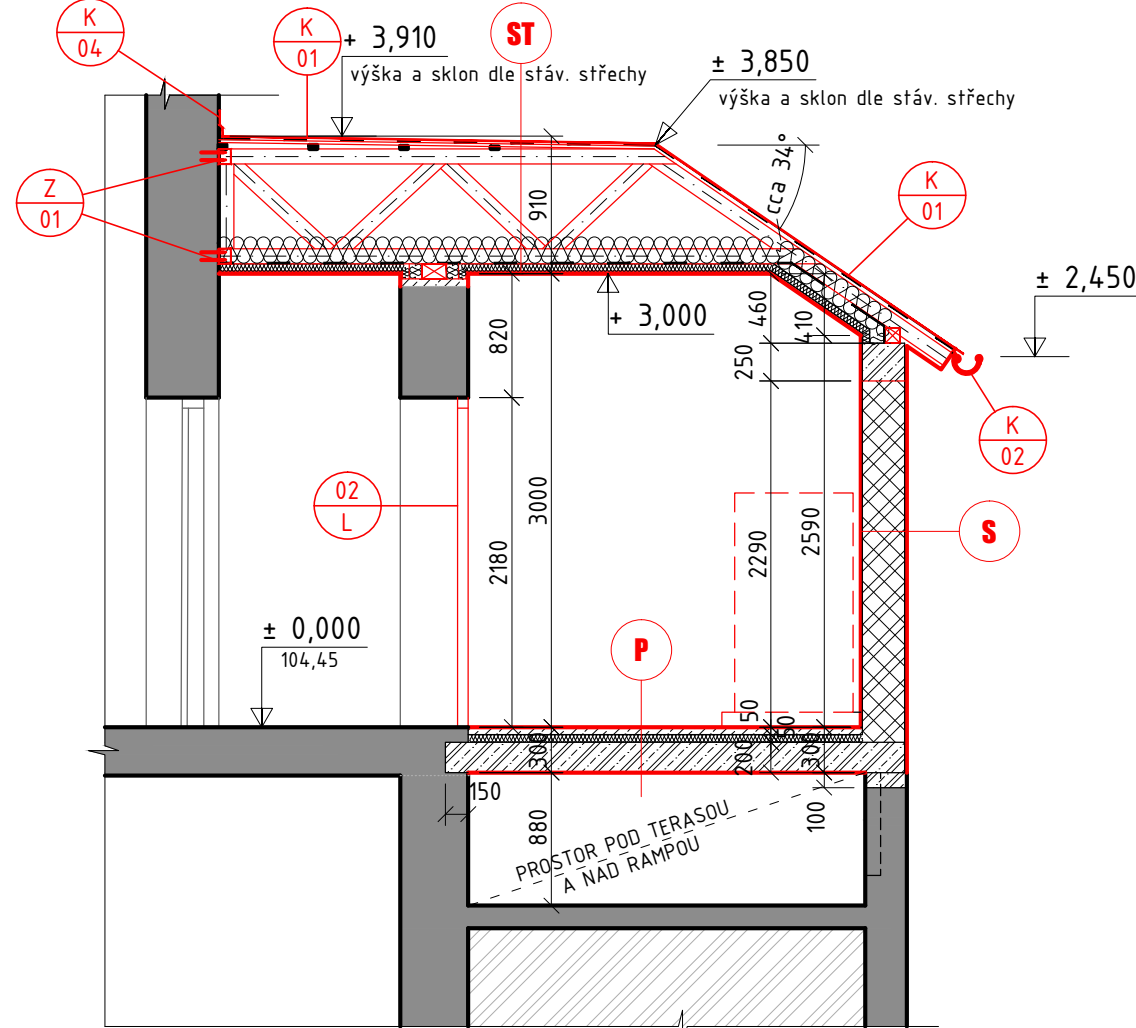 K
04
K
01
+ 3,910
výška a sklon dle stáv. střechy
ST
± 3,850
výška a sklon dle stáv. střechy
cca 34°
Z
01
K
01
910
± 2,450
+ 3,000
820
460
410
250
K
02
02
L
3000
2180
2290
2590
S
± 0,000
104,45
P
50
50
300
200
300
150
100
880
PROSTOR POD TERASOU
A NAD RAMPOU